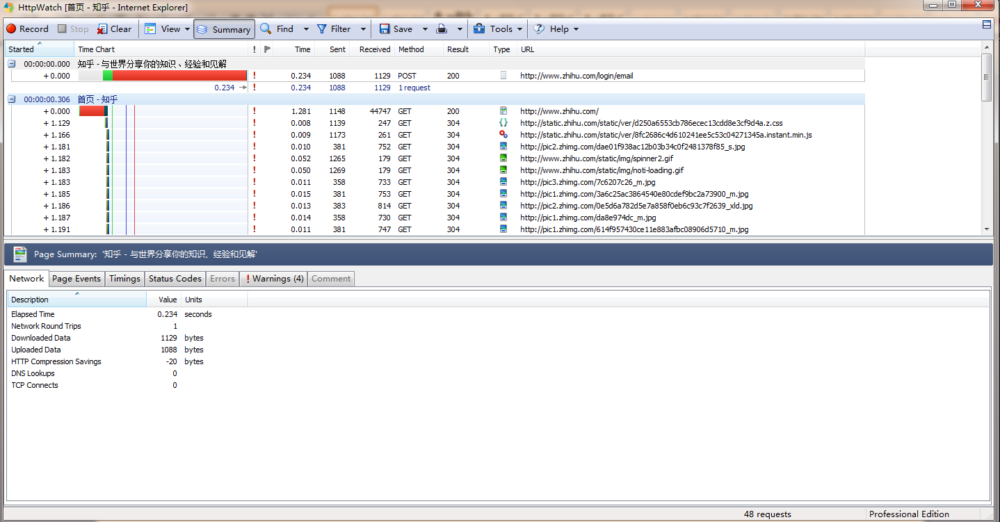 HttpWatch [首页 - 知乎 - Internet Explorer]
Record Stop Clear View Summary Find Filter Save Tools Help
Started Time Chart ! Time Sent Received Method Result Type URL
00:00:00.000 知乎 - 与世界分享你的知识、经验和见解
+ 0.000 ! 0.234 1088 1129 POST 200 http://www.zhihu.com/login/email
0.234 → ! 0.234 1088 1129 1 request
00:00:00.306 首页 - 知乎
+ 0.000 ! 1.281 1148 44747 GET 200 http://www.zhihu.com/
+ 1.129 ! 0.008 1139 247 GET 304 http://static.zhihu.com/static/ver/d250a6553cb786ecec13cdd8e3cf9d4a.z.css
+ 1.166 ! 0.009 1173 261 GET 304 http://static.zhihu.com/static/ver/8fc2686c4d610241ee5c53c04271345a.instant.min.js
+ 1.181 ! 0.010 381 752 GET 304 http://pic2.zhimg.com/dae01f938ac12b03b34c0f2481378f85_s.jpg
+ 1.182 ! 0.052 1265 179 GET 304 http://www.zhihu.com/static/img/spinner2.gif
+ 1.183 ! 0.050 1269 179 GET 304 http://www.zhihu.com/static/img/noti-loading.gif
+ 1.183 ! 0.011 358 733 GET 304 http://pic3.zhimg.com/7c6207c26_m.jpg
+ 1.185 ! 0.015 381 753 GET 304 http://pic1.zhimg.com/3a6c25ac3864540e80cdef9bc2a73900_m.jpg
+ 1.186 ! 0.013 383 814 GET 304 http://pic2.zhimg.com/0e5d6a782d5e7a858f0eb6c93c7f2639_xld.jpg
+ 1.187 ! 0.014 358 730 GET 304 http://pic1.zhimg.com/da8e974dc_m.jpg
+ 1.191 ! 0.011 381 747 GET 304 http://pic1.zhimg.com/614f957430ce11e883afbc08906d5710_m.jpg
Page Summary: '知乎 - 与世界分享你的知识、经验和见解'
Network Page Events Timings Status Codes Errors ! Warnings (4) Comment
Description Value Units
Elapsed Time 0.234 seconds
Network Round Trips 1
Downloaded Data 1129 bytes
Uploaded Data 1088 bytes
HTTP Compression Savings -20 bytes
DNS Lookups 0
TCP Connects 0
48 requests Professional Edition